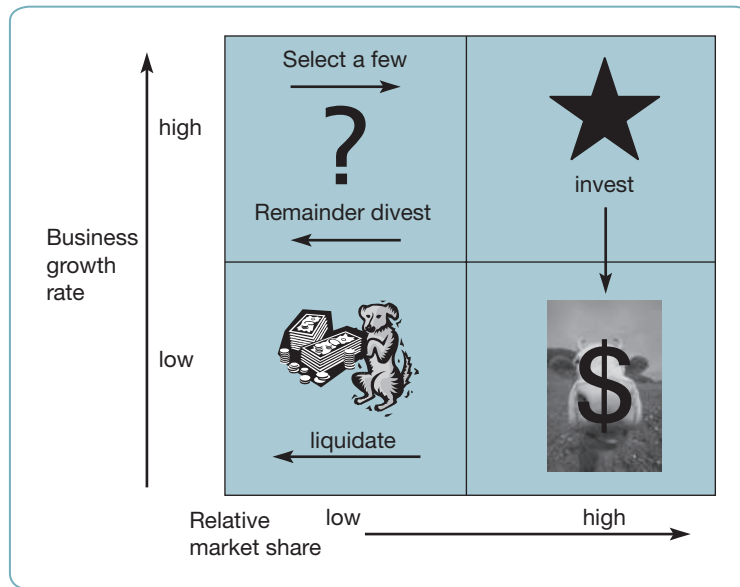 Select a few
?
Remainder divest
invest
high
Business
growth
rate
low
$
liquidate
Relative
market share
low
high